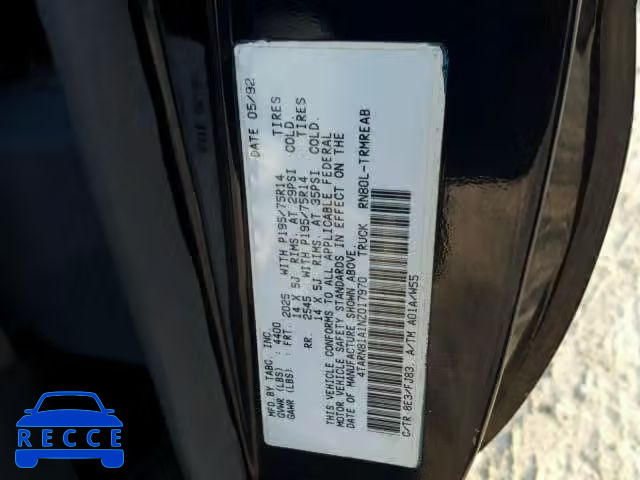 MFD.BY TABC, INC. DATE 05/92
GVWR (LBS) : 4400
GAWR (LBS) : FRT. 2025 WITH P195/75R14 TIRES
14 X 5J RIMS. AT 29PSI COLD.
RR. 2545 WITH P195/75R14 TIRES
14 X 5J RIMS. AT 35PSI COLD.
THIS VEHICLE CONFORMS TO ALL APPLICABLE FEDERAL
MOTOR VEHICLE SAFETY STANDARDS IN EFFECT ON THE
DATE OF MANUFACTURE SHOWN ABOVE.
4TARN81A1NZ017970 TRUCK RN80L-TRMREAB
C/TR 8E3/FJ83 A/TM A01A/W55
RECCE